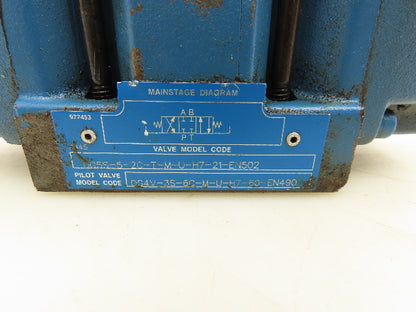 MAINSTAGE DIAGRAM
A B
P T
977453
VALVE MODEL CODE
5-2C-T-M-U-H7-21-EN502
PILOT VALVE
MODEL CODE DG4V-3S-6C-M-U-H7-60-EN490